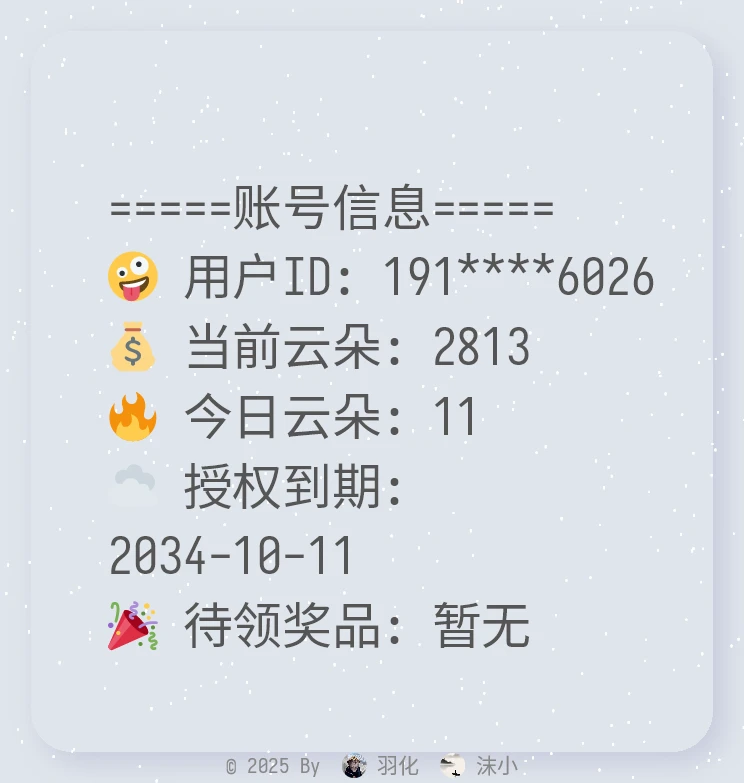 =====账号信息=====
🤪 用户ID: 191****6026
💰 当前云朵: 2813
🔥 今日云朵: 11
☁️ 授权到期:
2034-10-11
🎉 待领奖品: 暂无
© 2025 By 羽化 沫小